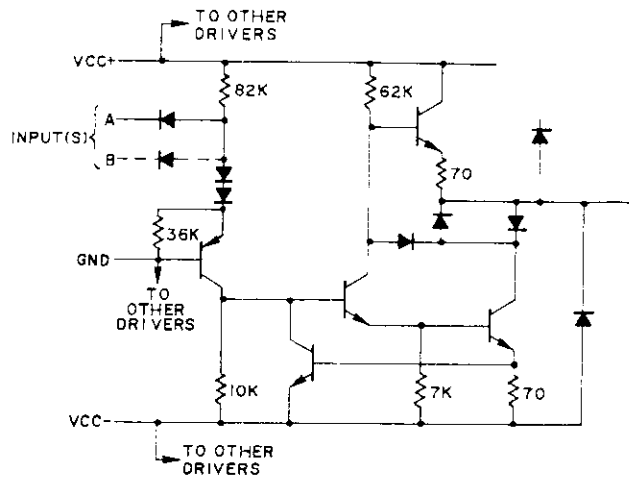 TO OTHER
DRIVERS
VCC+
82K
62K
A
INPUT(S)
B
70
36K
GND
TO
OTHER
DRIVERS
10K
7K
70
VCC-
TO OTHER
DRIVERS